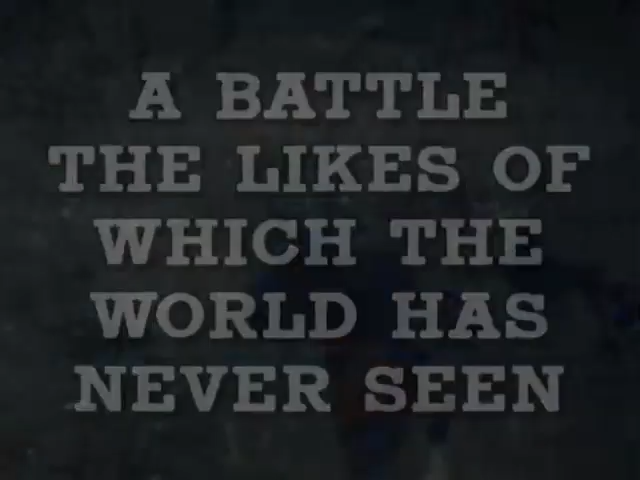 A BATTLE
THE LIKES OF
WHICH THE
WORLD HAS
NEVER SEEN